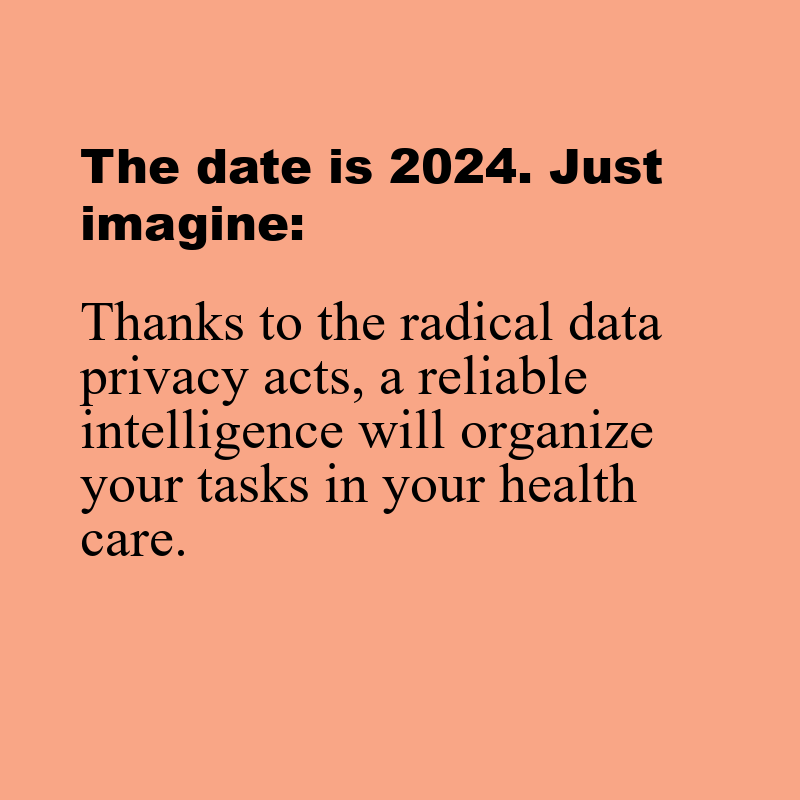 The date is 2024. Just
imagine:
Thanks to the radical data
privacy acts, a reliable
intelligence will organize
your tasks in your health
care.